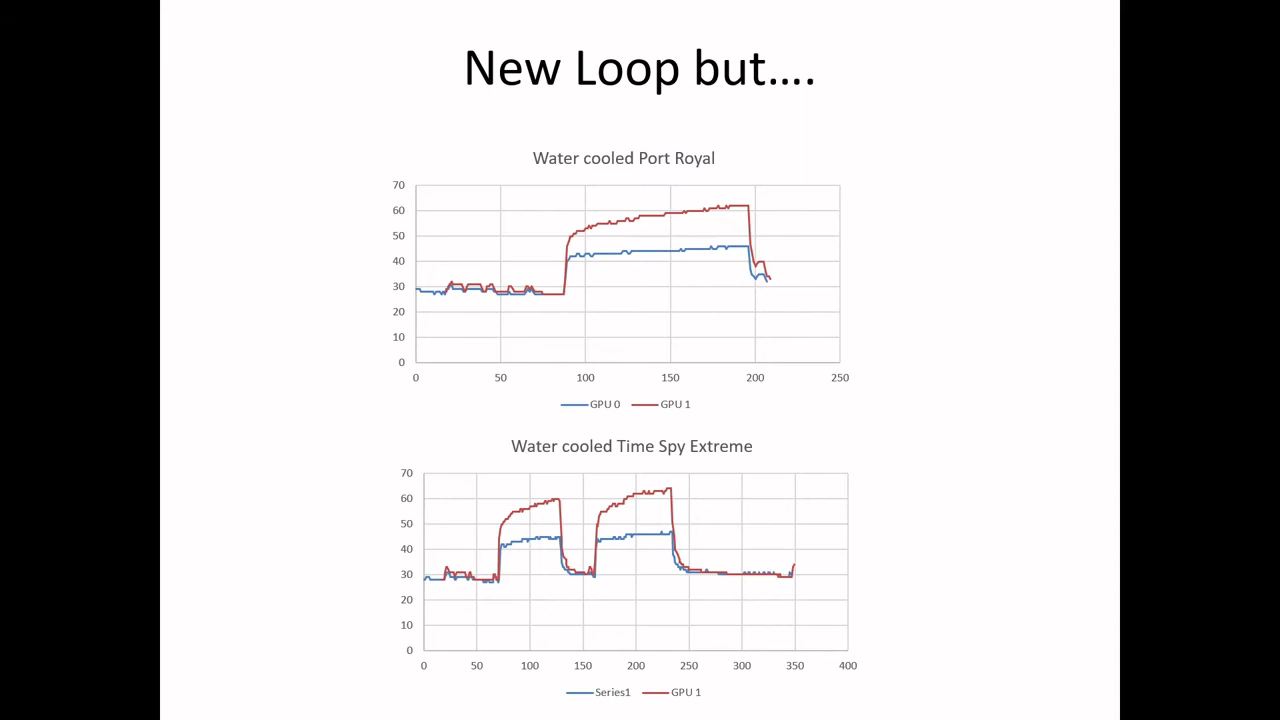 New Loop but....
Water cooled Port Royal
70
60
50
40
30
20
10
0
0 50 100 150 200 250
GPU 0 GPU 1
Water cooled Time Spy Extreme
70
60
50
40
30
20
10
0
0 50 100 150 200 250 300 350 400
Series1 GPU 1